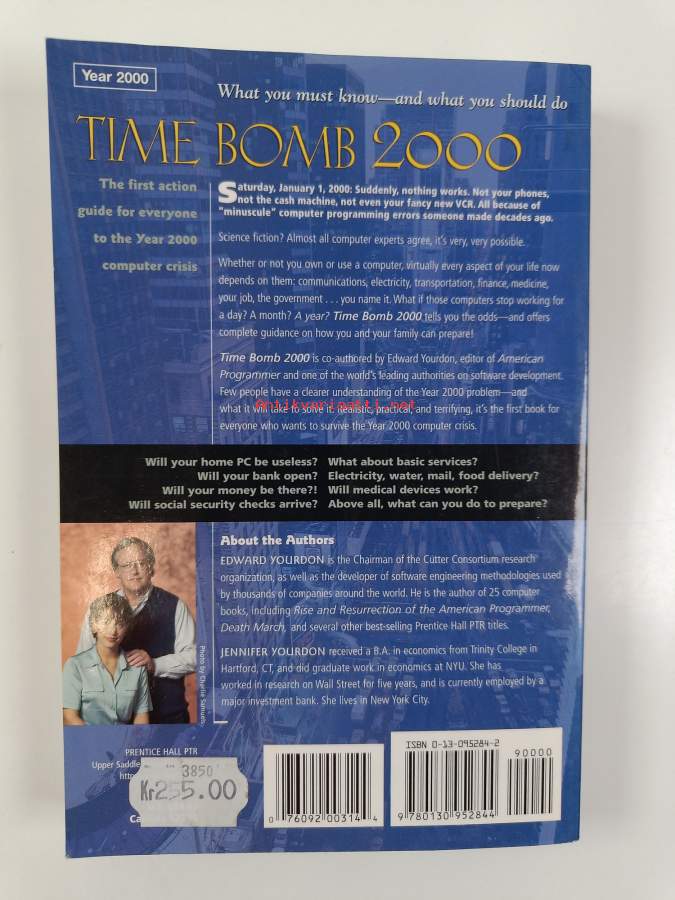 Year 2000
What you must know—and what you should do
TIME BOMB 2000
The first action
guide for everyone
to the Year 2000
computer crisis
Saturday, January 1, 2000: Suddenly, nothing works. Not your phones,
not the cash machine, not even your fancy new VCR. All because of
"minuscule" computer programming errors someone made decades ago.
Science fiction? Almost all computer experts agree, it's very, very possible.
Whether or not you own or use a computer, virtually every aspect of your life now
depends on them: communications, electricity, transportation, finance, medicine,
your job, the government . . . you name it. What if those computers stop working for
a day? A month? A year? Time Bomb 2000 tells you the odds—and offers
complete guidance on how you and your family can prepare!
Time Bomb 2000 is co-authored by Edward Yourdon, editor of American
Programmer and one of the world's leading authorities on software development.
Few people have a clearer understanding of the Year 2000 problem—and
what it will take to solve it. Realistic, practical, and terrifying, it's the first book for
everyone who wants to survive the Year 2000 computer crisis.
Antikvariaatti.net
Will your home PC be useless? What about basic services?
Will your bank open? Electricity, water, mail, food delivery?
Will your money be there?! Will medical devices work?
Will social security checks arrive? Above all, what can you do to prepare?
About the Authors
EDWARD YOURDON is the Chairman of the Cutter Consortium research
organization, as well as the developer of software engineering methodologies used
by thousands of companies around the world. He is the author of 25 computer
books, including Rise and Resurrection of the American Programmer,
Death March, and several other best-selling Prentice Hall PTR titles.
JENNIFER YOURDON received a B.A. in economics from Trinity College in
Hartford, CT, and did graduate work in economics at NYU. She has
worked in research on Wall Street for five years, and is currently employed by a
major investment bank. She lives in New York City.
Photo by Charlie Samuels
PRENTICE HALL PTR
Upper Saddle
3850
Kr255.00
0 76092 00314 4
ISBN 0-13-095284-2
90000
9 780130 952844